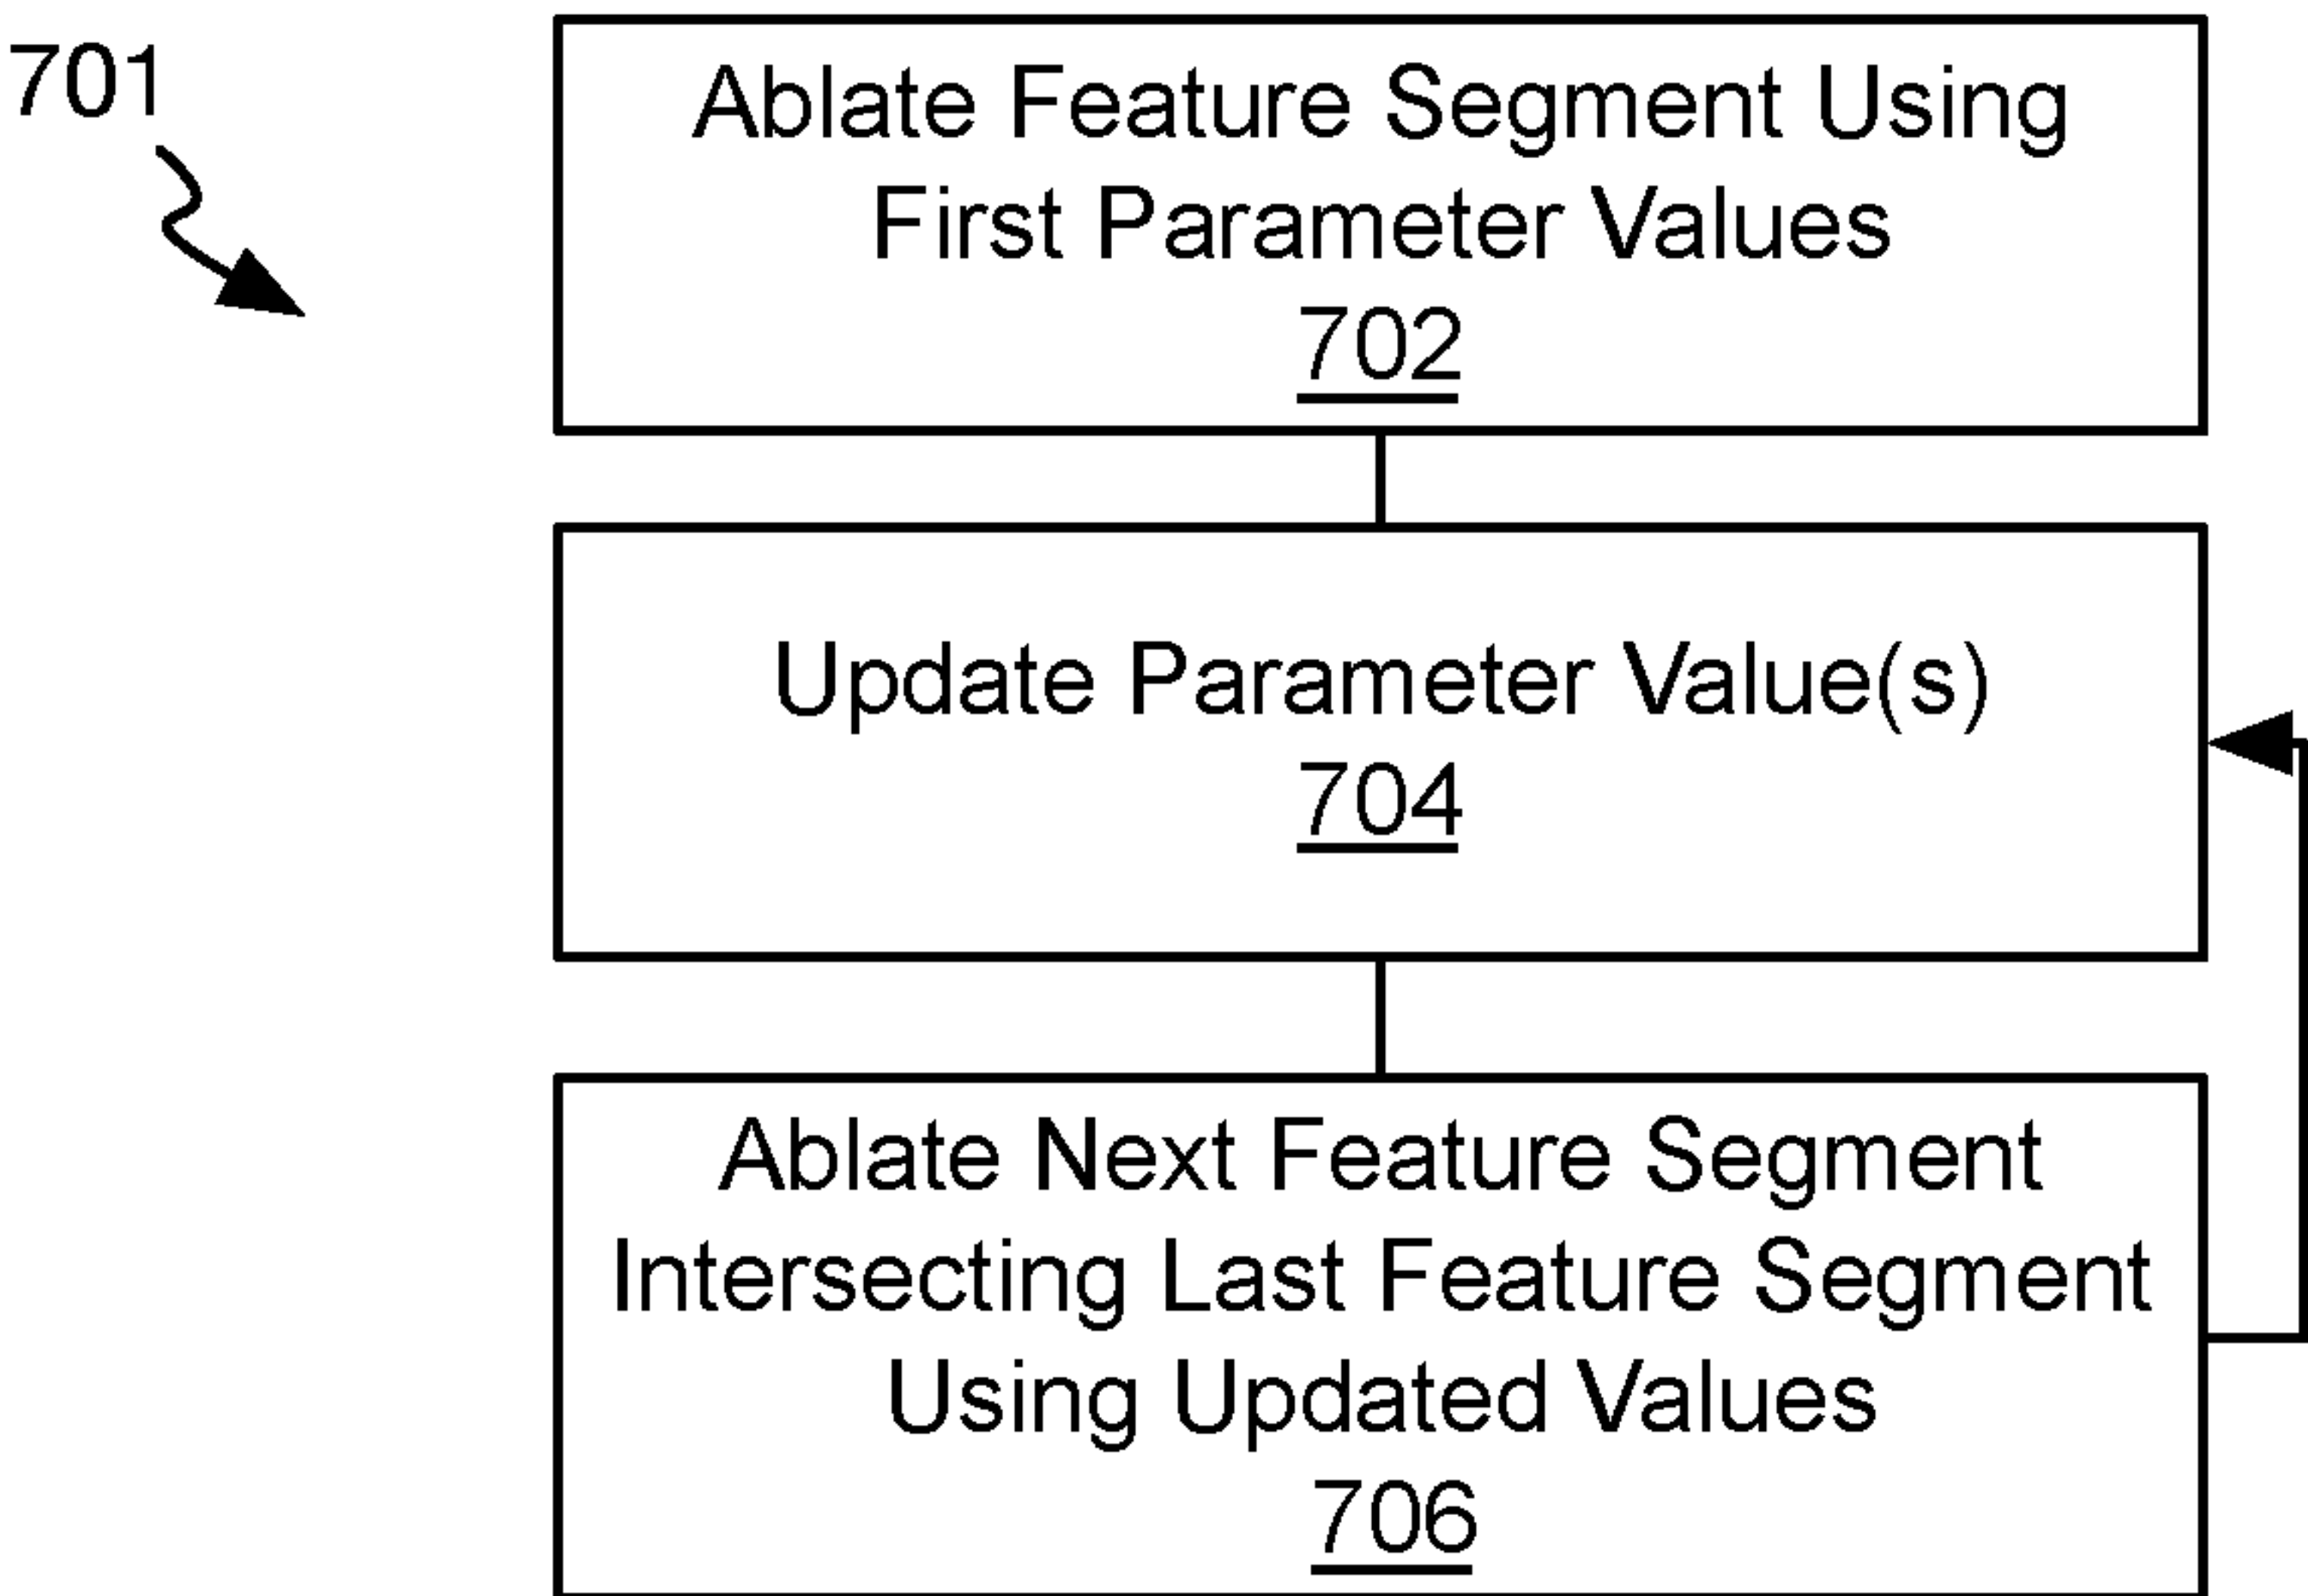 701
Ablate Feature Segment Using
First Parameter Values
702
Update Parameter Value(s)
704
Ablate Next Feature Segment
Intersecting Last Feature Segment
Using Updated Values
706